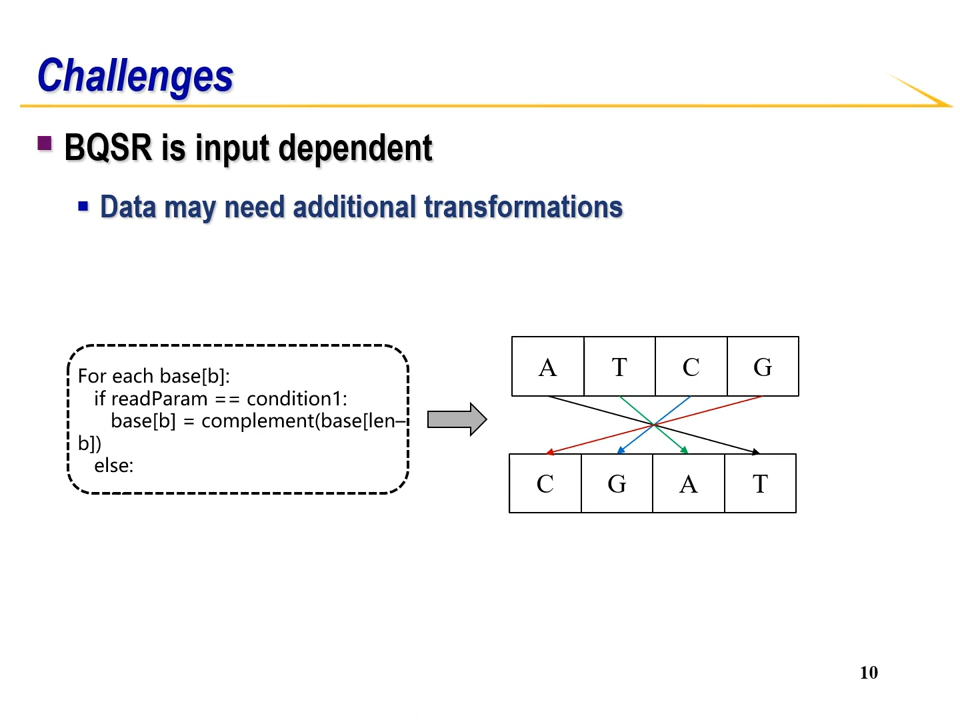 Challenges
BQSR is input dependent
Data may need additional transformations
For each base[b]:
if readParam == condition1:
base[b] = complement(base[len–
b])
else:
A T C G
C G A T
10